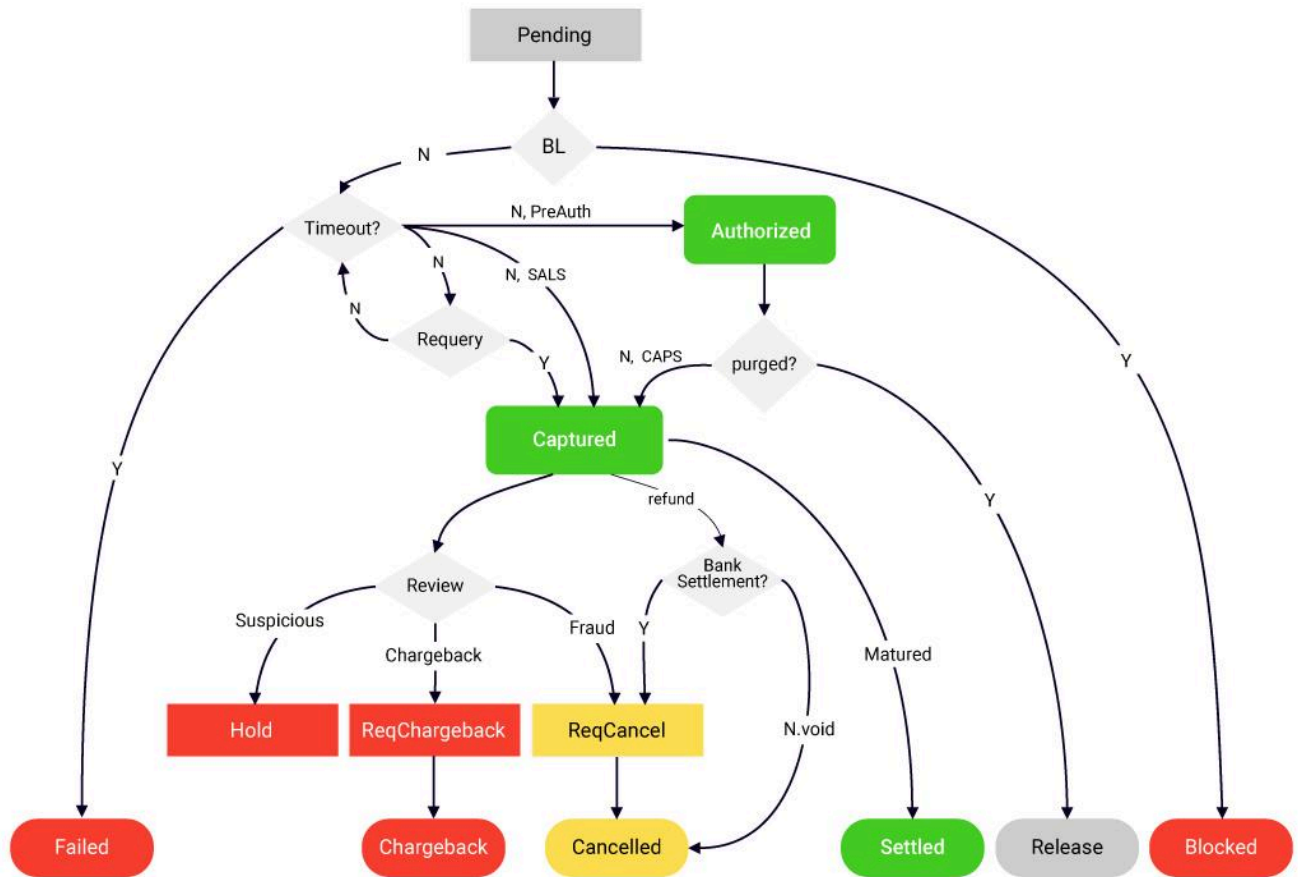 Pending
BL
N
Timeout?
N, PreAuth
Authorized
N
N, SALS
N
Requery
Y
N, CAPS
purged?
Y
Captured
Y
refund
Y
Bank
Settlement?
Review
Suspicious
Fraud
Y
Chargeback
Matured
Hold
ReqChargeback
ReqCancel
N.void
Failed
Chargeback
Cancelled
Settled
Release
Blocked